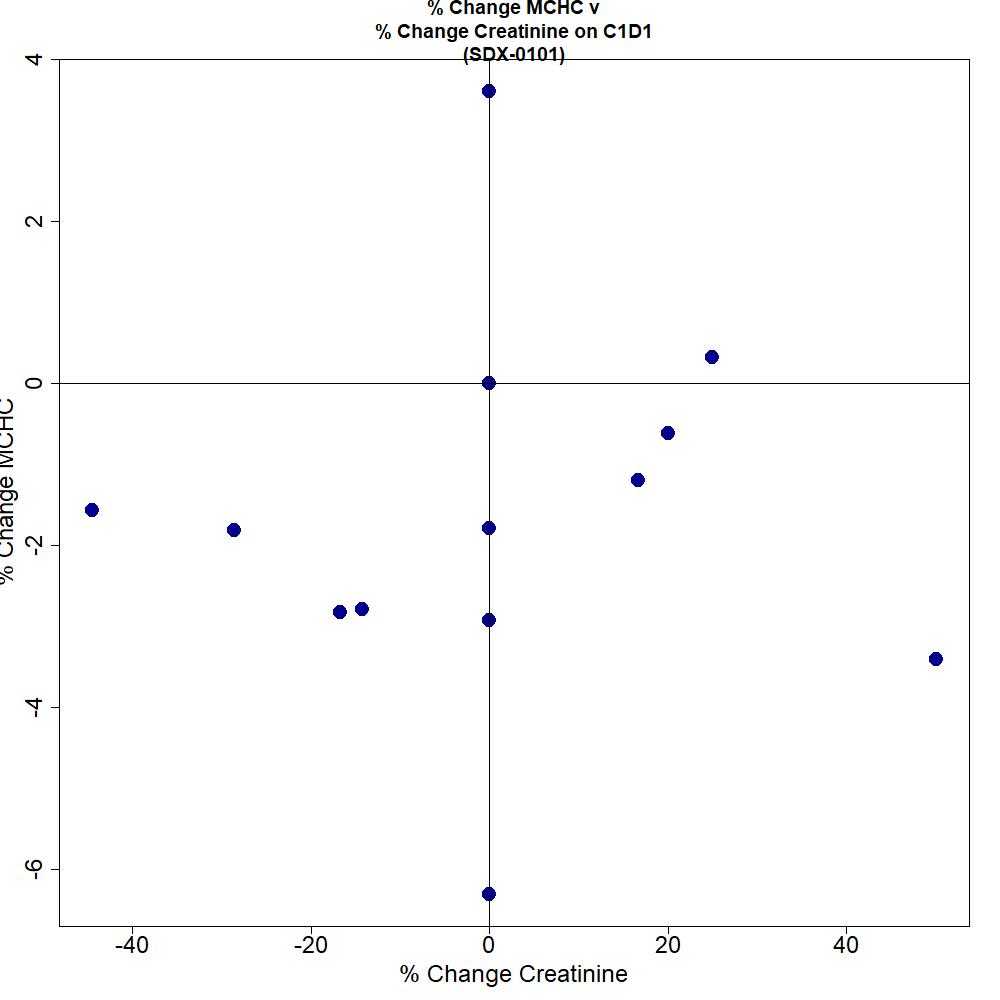 % Change MCHC v
% Change Creatinine on C1D1
(SDX-0101)
4
2
0
-2
-4
-6
% Change MCHC
-40
-20
0
20
40
% Change Creatinine